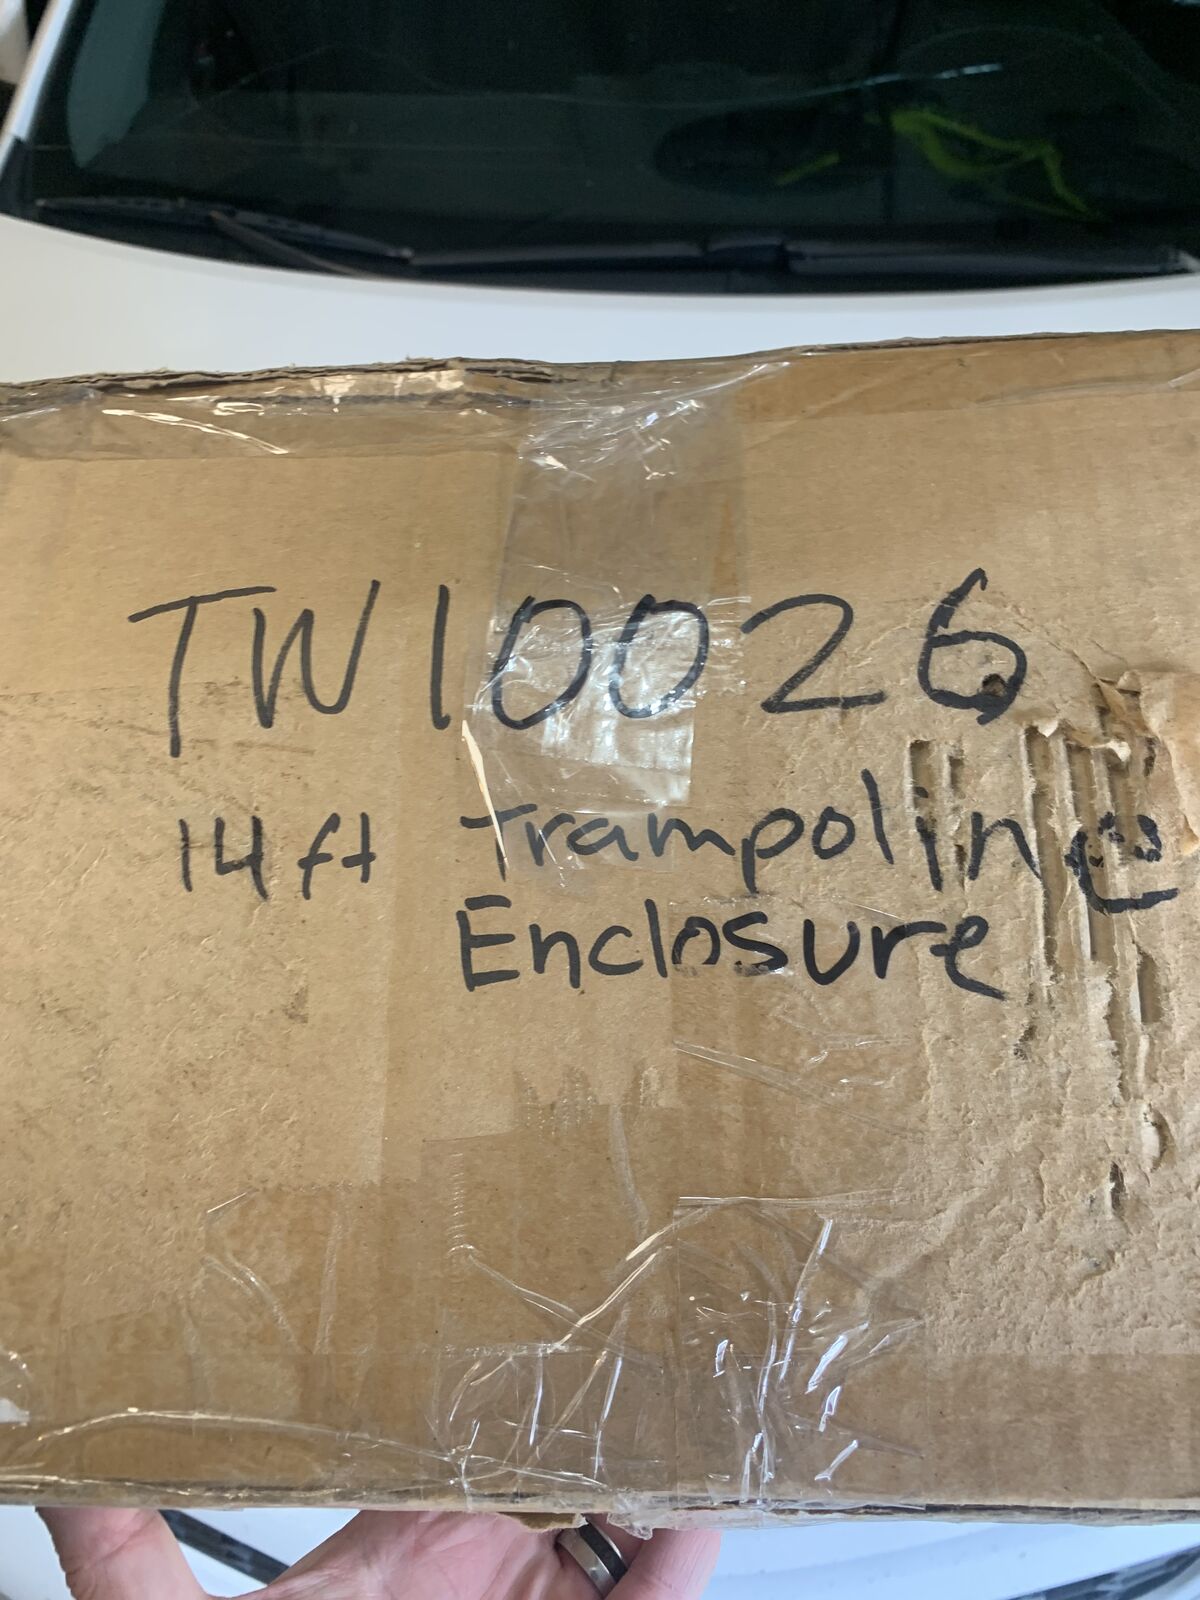 TW10026
14ft Trampoline
Enclosure